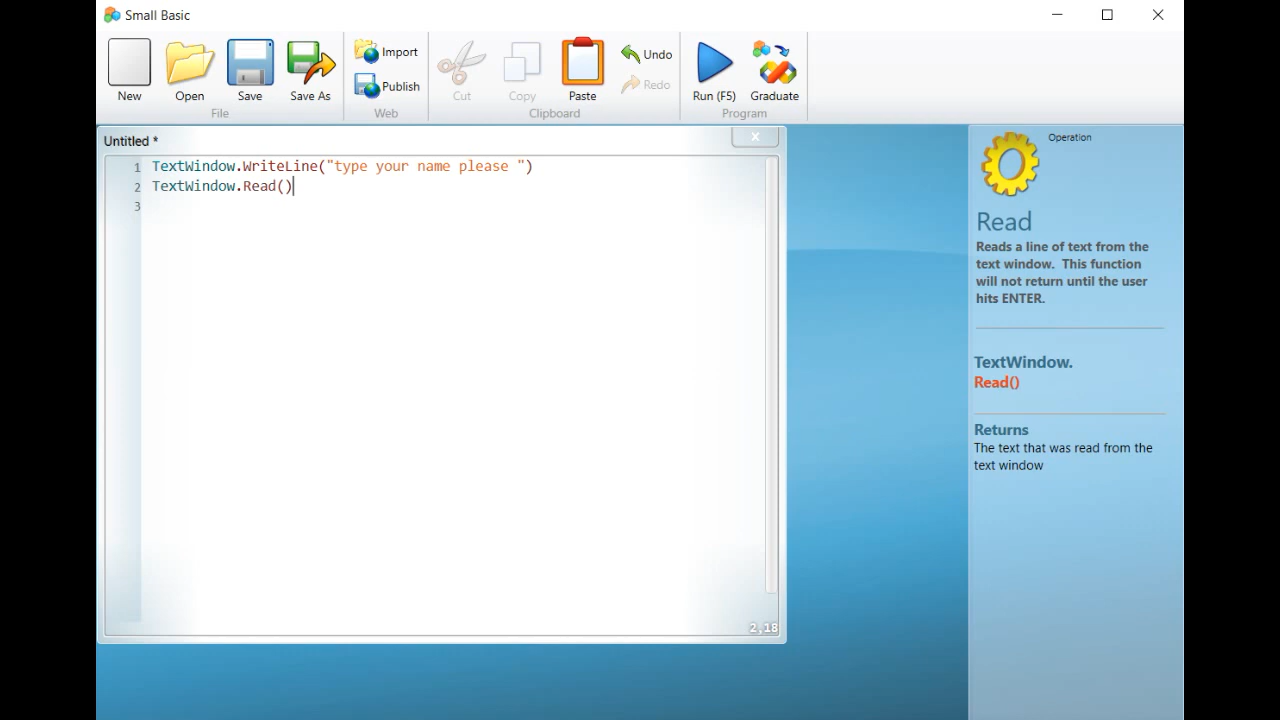 Small Basic
New Open Save Save As Import Publish Cut Copy Paste Undo Redo Run (F5) Graduate
File Web Clipboard Program
Untitled *
1 TextWindow.WriteLine("type your name please ")
2 TextWindow.Read()
3
2,18
Operation
Read
Reads a line of text from the
text window. This function
will not return until the user
hits ENTER.
TextWindow.
Read()
Returns
The text that was read from the
text window